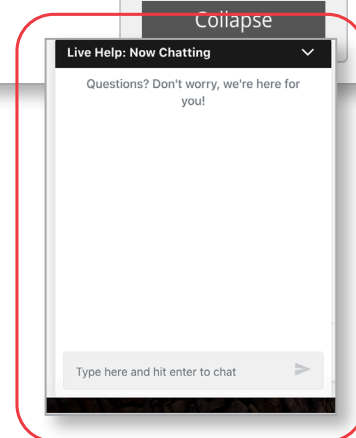 Collapse
Live Help: Now Chatting
Questions? Don't worry, we're here for
you!
Type here and hit enter to chat